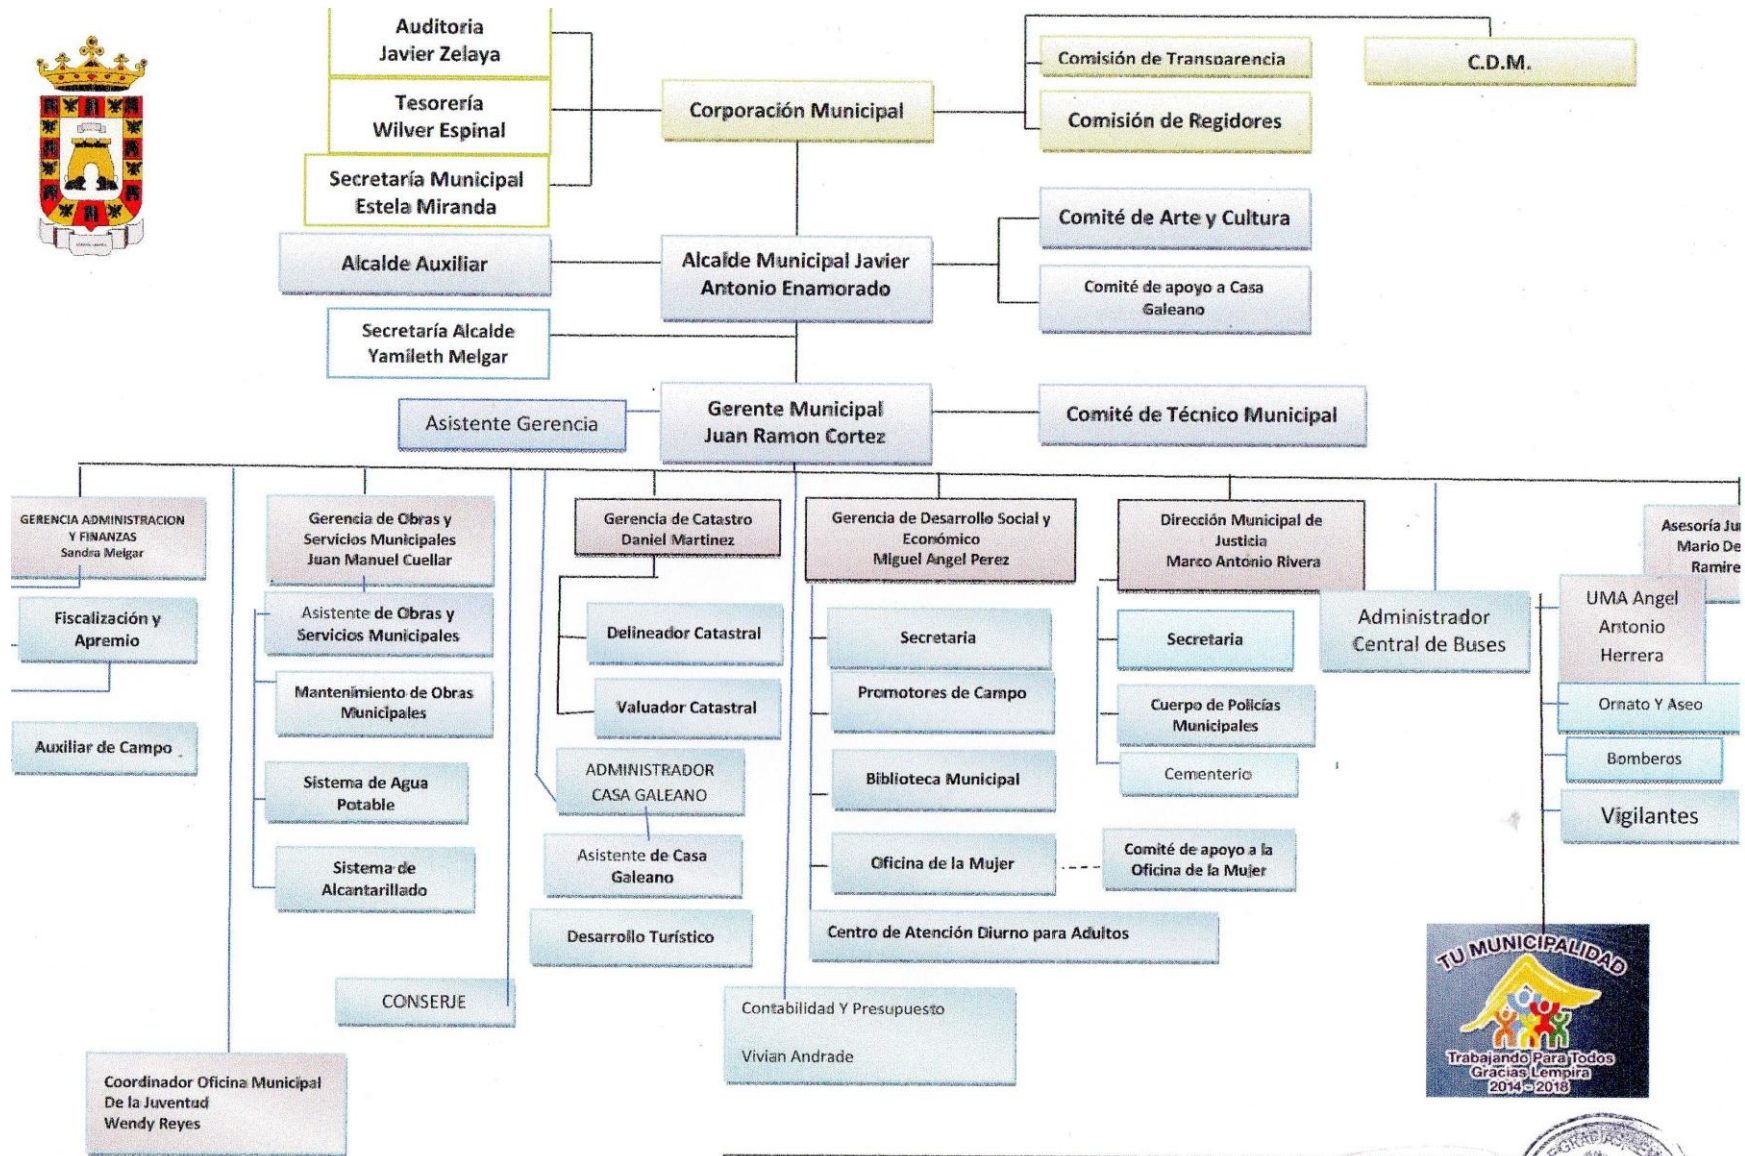 Auditoria
Javier Zelaya
Tesorería
Wilver Espinal
Secretaría Municipal
Estela Miranda
Corporación Municipal
Comisión de Transparencia
Comisión de Regidores
C.D.M.
Alcalde Auxiliar
Alcalde Municipal Javier
Antonio Enamorado
Comité de Arte y Cultura
Comité de apoyo a Casa
Galeano
Secretaría Alcalde
Yamileth Melgar
Asistente Gerencia
Gerente Municipal
Juan Ramon Cortez
Comité de Técnico Municipal
GERENCIA ADMINISTRACION
Y FINANZAS
Sandra Melgar
Fiscalización y
Apremio
Auxiliar de Campo
Gerencia de Obras y
Servicios Municipales
Juan Manuel Cuellar
Asistente de Obras y
Servicios Municipales
Mantenimiento de Obras
Municipales
Sistema de Agua
Potable
Sistema de
Alcantarillado
CONSERJE
Coordinador Oficina Municipal
De la Juventud
Wendy Reyes
Gerencia de Catastro
Daniel Martinez
Delineador Catastral
Valuador Catastral
ADMINISTRADOR
CASA GALEANO
Asistente de Casa
Galeano
Desarrollo Turístico
Contabilidad Y Presupuesto
Vivian Andrade
Gerencia de Desarrollo Social y
Económico
Miguel Angel Perez
Secretaria
Promotores de Campo
Biblioteca Municipal
Oficina de la Mujer
Comité de apoyo a la
Oficina de la Mujer
Centro de Atención Diurno para Adultos
Dirección Municipal de
Justicia
Marco Antonio Rivera
Secretaria
Cuerpo de Policías
Municipales
Cementerio
Administrador
Central de Buses
Asesoría Ju
Mario De
Ramire
UMA Angel
Antonio
Herrera
Ornato Y Aseo
Bomberos
Vigilantes
TU MUNICIPALIDAD
Trabajando Para Todos
Gracias Lempira
2014 - 2018